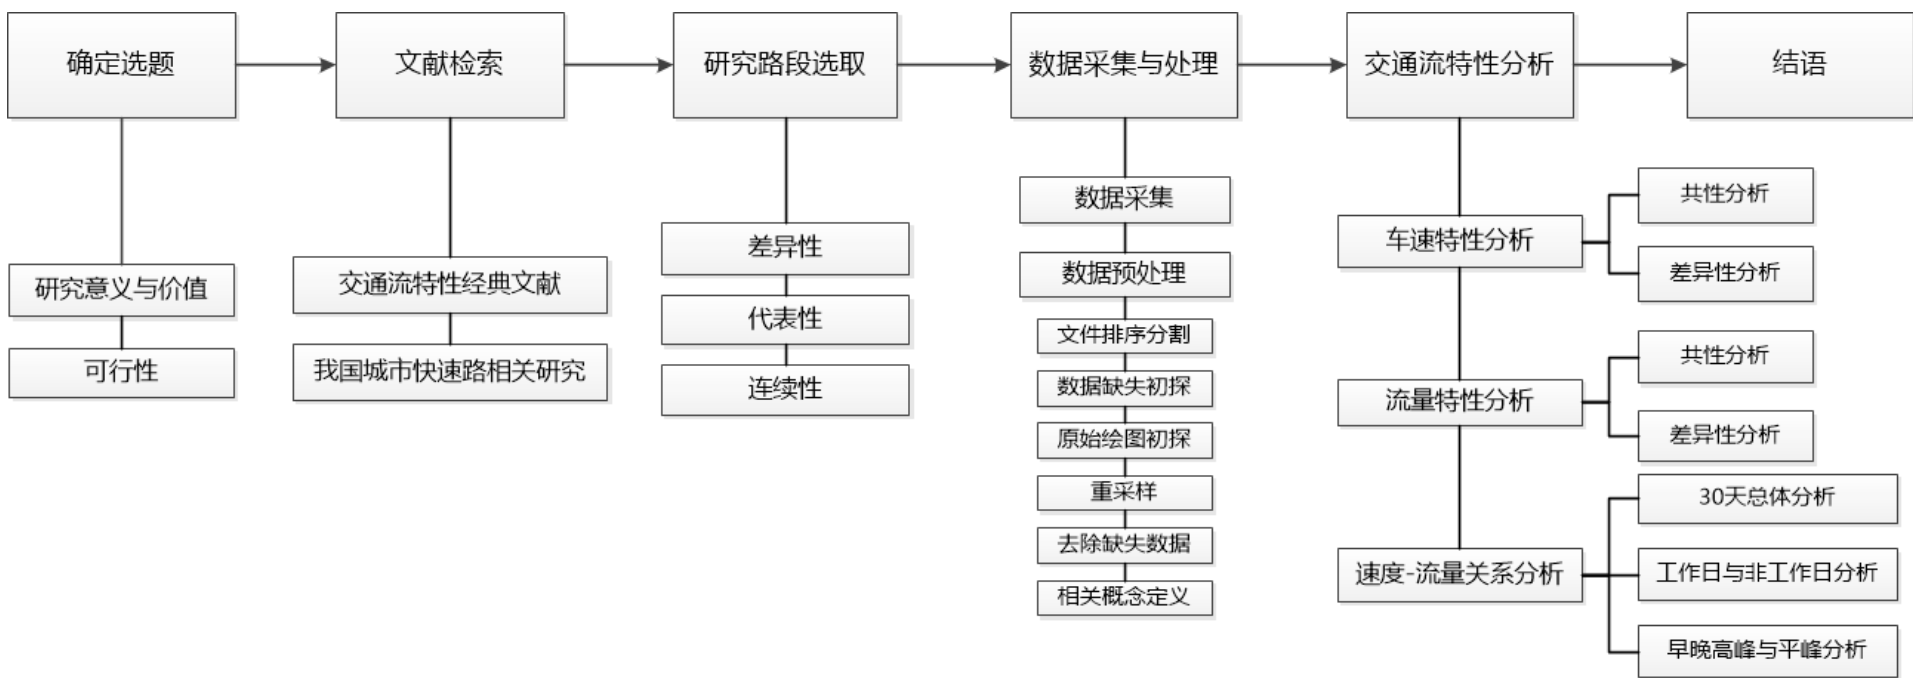 确定选题
文献检索
研究路段选取
数据采集与处理
交通流特性分析
结语
研究意义与价值
可行性
交通流特性经典文献
我国城市快速路相关研究
差异性
代表性
连续性
数据采集
数据预处理
文件排序分割
数据缺失初探
原始绘图初探
重采样
去除缺失数据
相关概念定义
车速特性分析
共性分析
差异性分析
流量特性分析
共性分析
差异性分析
速度-流量关系分析
30天总体分析
工作日与非工作日分析
早晚高峰与平峰分析